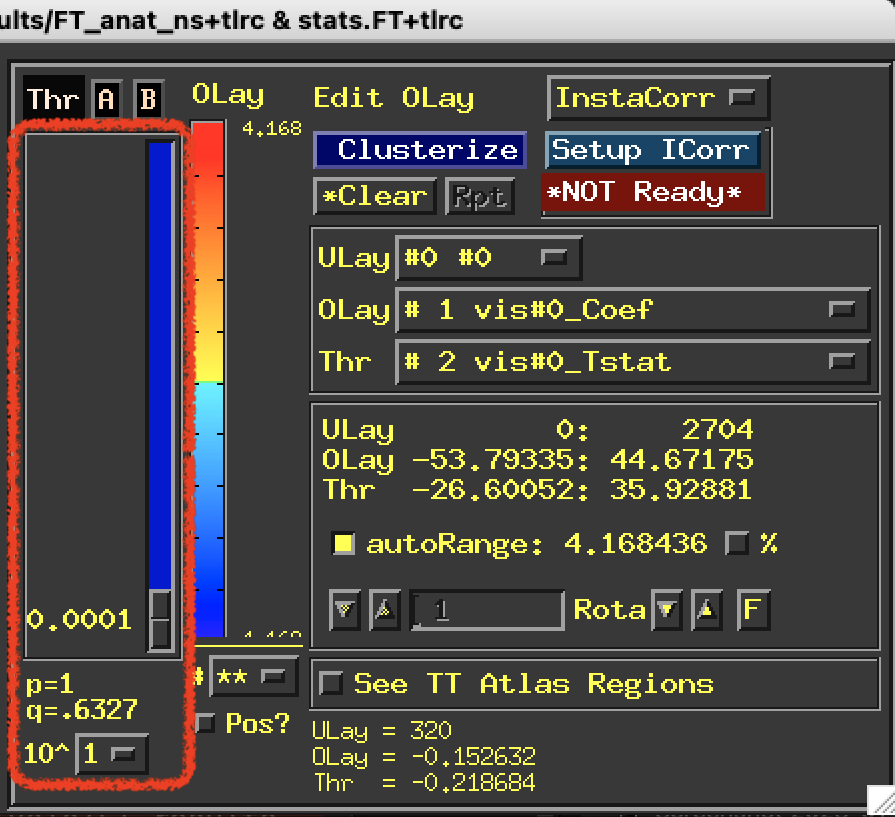 ults/FT_anat_ns+tlrc & stats.FT+tlrc
Thr A B OLay Edit OLay InstaCorr
4.168
Clusterize Setup ICorr
*Clear Rpt *NOT Ready*
ULay #0 #0
OLay # 1 vis#0_Coef
Thr # 2 vis#0_Tstat
ULay 0: 2704
OLay -53.79335: 44.67175
Thr -26.60052: 35.92881
autoRange: 4.168436 %
1 Rota F
0.0001
# **
See TT Atlas Regions
p=1
q=.6327
Pos?
10^ 1
ULay = 320
OLay = -0.152632
Thr = -0.218684